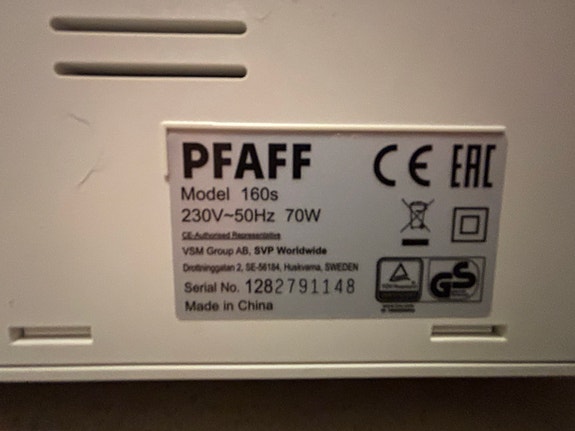 PFAFF
CE EAC
Model 160s
230V~50Hz 70W
CE-Authorised Representative
VSM Group AB, SVP Worldwide
Drottninggatan 2, SE-56184, Huskvarna, SWEDEN
Serial No. 1282791148
GS
Made in China